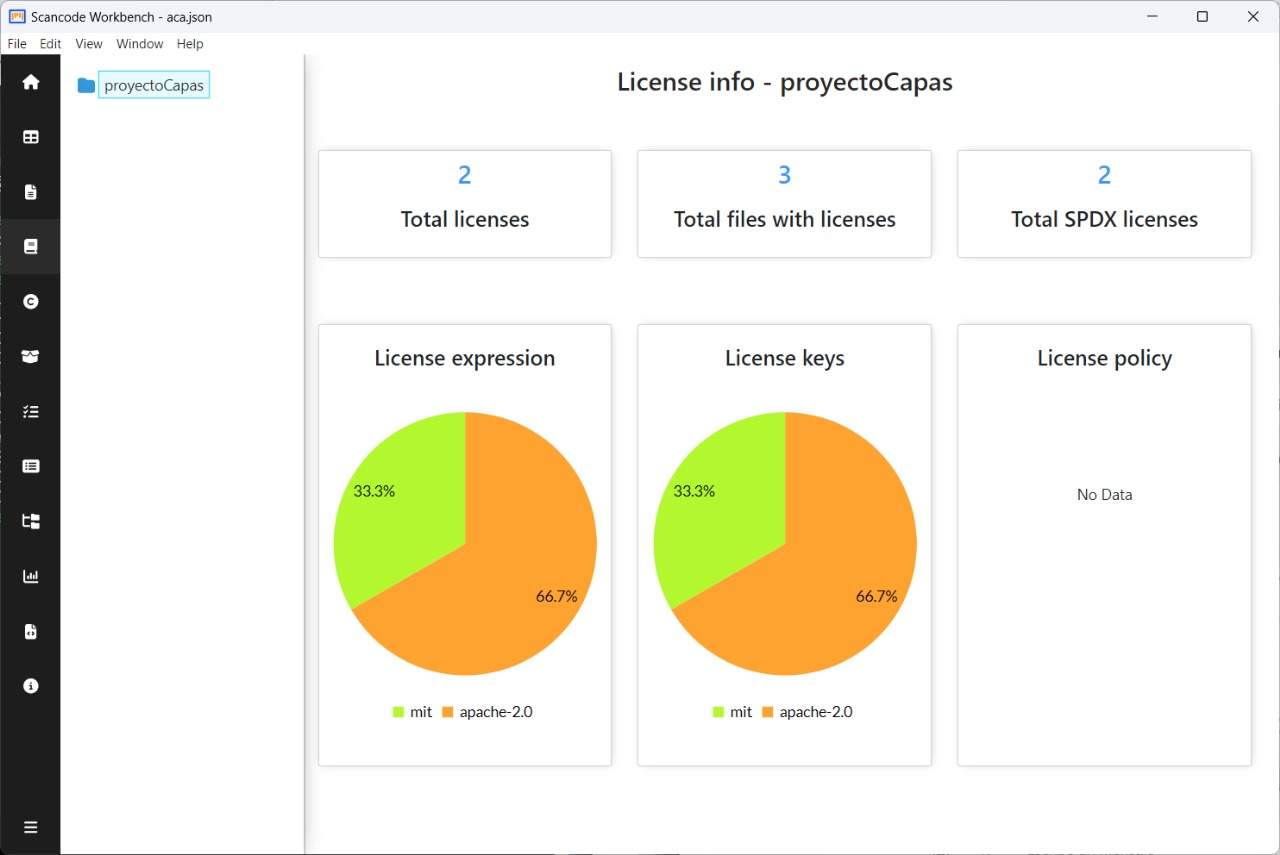 Scancode Workbench - aca.json
File Edit View Window Help
proyectoCapas
License info - proyectoCapas
2
Total licenses
3
Total files with licenses
2
Total SPDX licenses
License expression
33.3%
66.7%
mit apache-2.0
License keys
33.3%
66.7%
mit apache-2.0
License policy
No Data